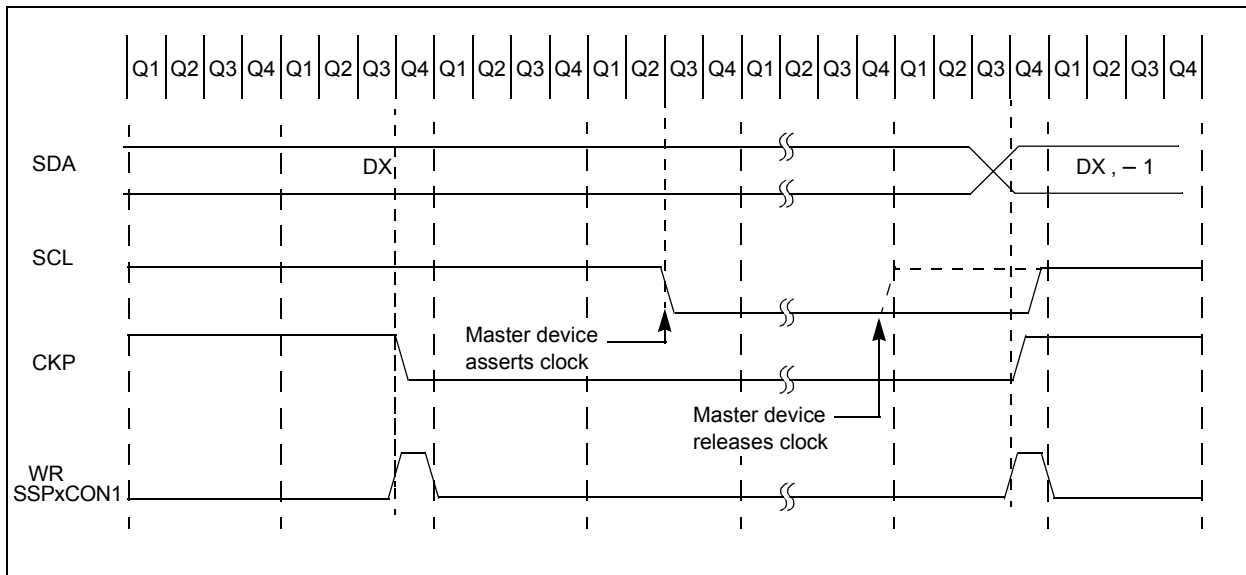 Q1 Q2 Q3 Q4 Q1 Q2 Q3 Q4 Q1 Q2 Q3 Q4 Q1 Q2 Q3 Q4 Q1 Q2 Q3 Q4 Q1 Q2 Q3 Q4 Q1 Q2 Q3 Q4
SDA
DX
DX , – 1
SCL
Master device
asserts clock
CKP
Master device
releases clock
WR
SSPxCON1